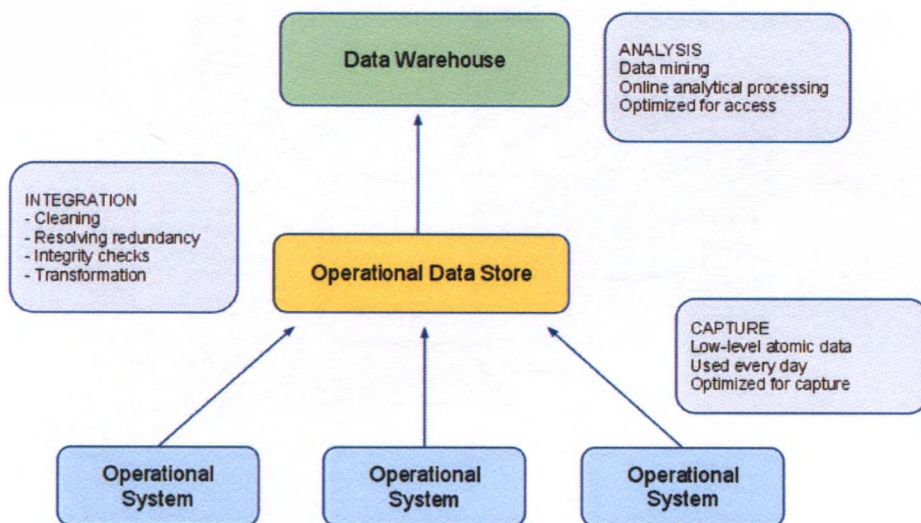 Data Warehouse
ANALYSIS
Data mining
Online analytical processing
Optimized for access
INTEGRATION
- Cleaning
- Resolving redundancy
- Integrity checks
- Transformation
Operational Data Store
CAPTURE
Low-level atomic data
Used every day
Optimized for capture
Operational
System
Operational
System
Operational
System